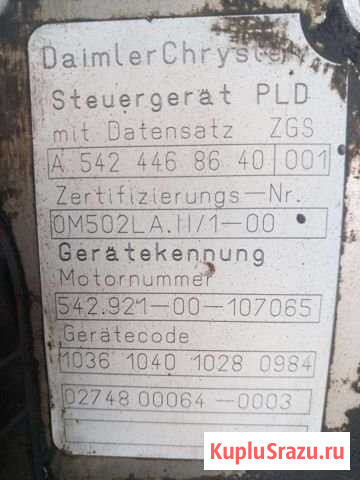 DaimlerChrysler
Steuergerät PLD
mit Datensatz ZGS
A 542 446 86 40 001
Zertifizierungs-Nr.
OM502LA.II/1-00
Gerätekennung
Motornummer
542.921-00-107065
Gerätecode
1036 1040 1028 0984
02748 00064 -0003
KupluSrazu.ru